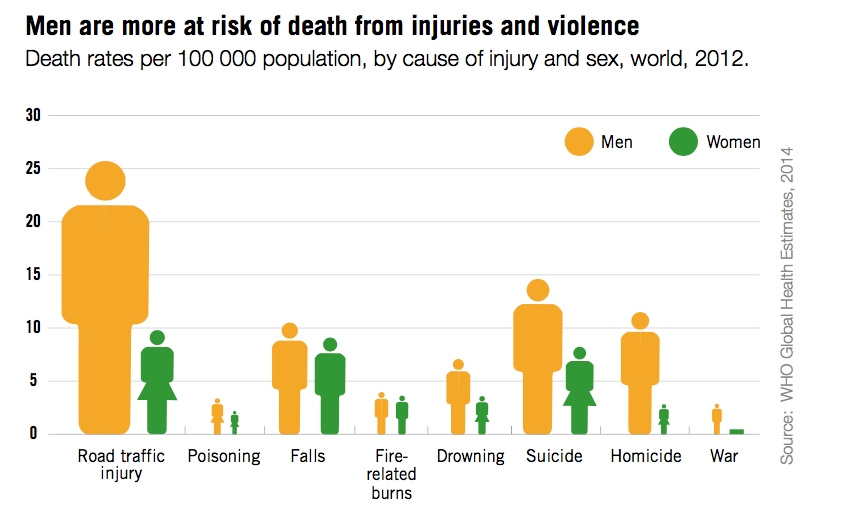 Men are more at risk of death from injuries and violence
Death rates per 100 000 population, by cause of injury and sex, world, 2012.
30
Men
Women
25
20
15
10
5
0
Road traffic
injury
Poisoning
Falls
Fire-
related
burns
Drowning
Suicide
Homicide
War
Source: WHO Global Health Estimates, 2014